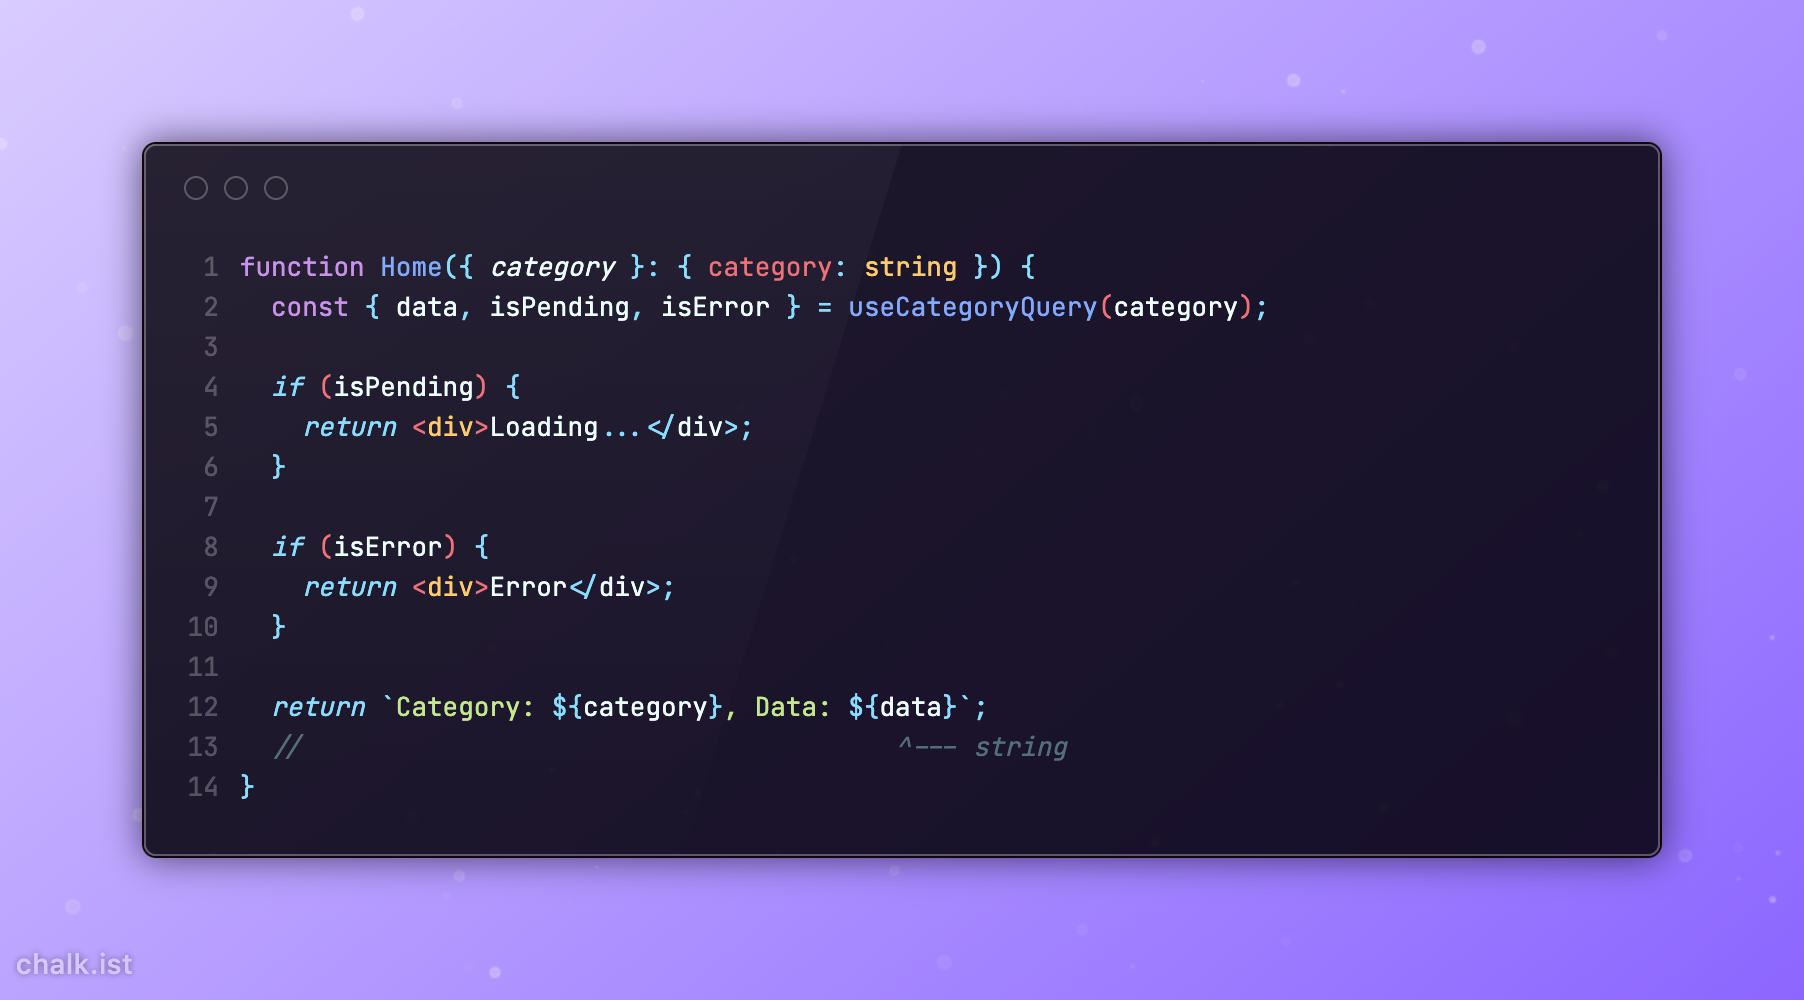 1 function Home({ category }: { category: string }) {
2   const { data, isPending, isError } = useCategoryQuery(category);
3
4   if (isPending) {
5     return <div>Loading...</div>;
6   }
7
8   if (isError) {
9     return <div>Error</div>;
10   }
11
12   return `Category: ${category}, Data: ${data}`;
13   //                                      ^--- string
14 }
chalk.ist